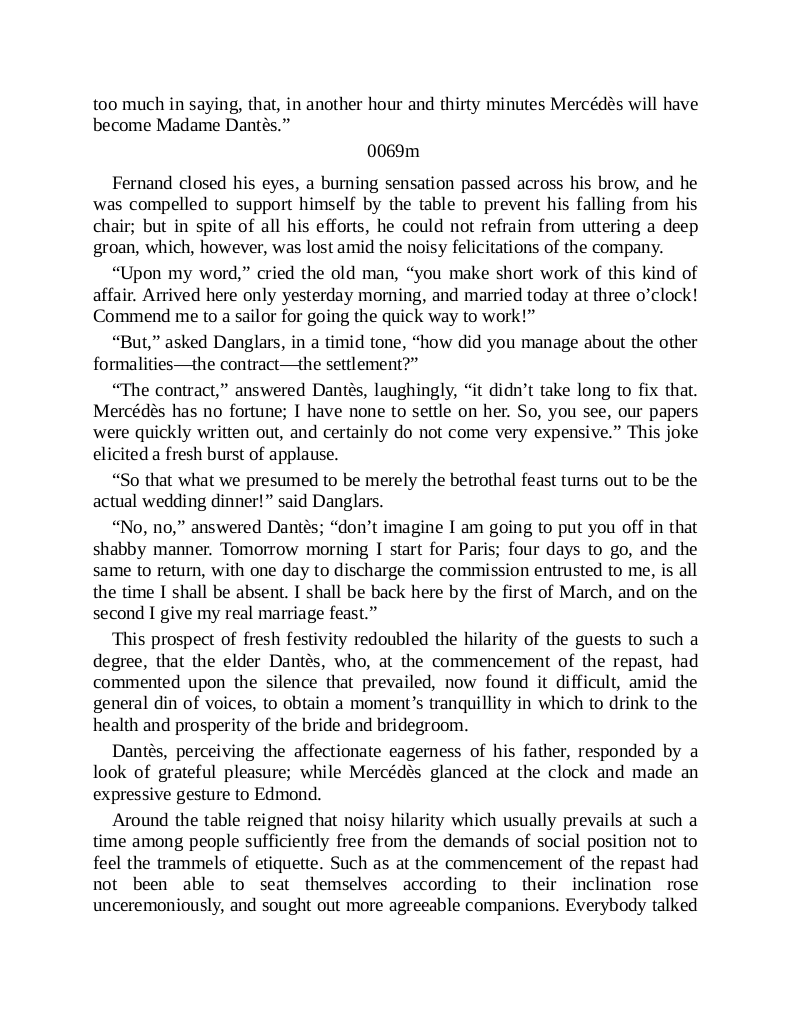 too much in saying, that, in another hour and thirty minutes Mercédès will have
become Madame Dantès.”
0069m
Fernand closed his eyes, a burning sensation passed across his brow, and he
was compelled to support himself by the table to prevent his falling from his
chair; but in spite of all his efforts, he could not refrain from uttering a deep
groan, which, however, was lost amid the noisy felicitations of the company.
“Upon my word,” cried the old man, “you make short work of this kind of
affair. Arrived here only yesterday morning, and married today at three o’clock!
Commend me to a sailor for going the quick way to work!”
“But,” asked Danglars, in a timid tone, “how did you manage about the other
formalities—the contract—the settlement?”
“The contract,” answered Dantès, laughingly, “it didn’t take long to fix that.
Mercédès has no fortune; I have none to settle on her. So, you see, our papers
were quickly written out, and certainly do not come very expensive.” This joke
elicited a fresh burst of applause.
“So that what we presumed to be merely the betrothal feast turns out to be the
actual wedding dinner!” said Danglars.
“No, no,” answered Dantès; “don’t imagine I am going to put you off in that
shabby manner. Tomorrow morning I start for Paris; four days to go, and the
same to return, with one day to discharge the commission entrusted to me, is all
the time I shall be absent. I shall be back here by the first of March, and on the
second I give my real marriage feast.”
This prospect of fresh festivity redoubled the hilarity of the guests to such a
degree, that the elder Dantès, who, at the commencement of the repast, had
commented upon the silence that prevailed, now found it difficult, amid the
general din of voices, to obtain a moment’s tranquillity in which to drink to the
health and prosperity of the bride and bridegroom.
Dantès, perceiving the affectionate eagerness of his father, responded by a
look of grateful pleasure; while Mercédès glanced at the clock and made an
expressive gesture to Edmond.
Around the table reigned that noisy hilarity which usually prevails at such a
time among people sufficiently free from the demands of social position not to
feel the trammels of etiquette. Such as at the commencement of the repast had
not been able to seat themselves according to their inclination rose
unceremoniously, and sought out more agreeable companions. Everybody talked